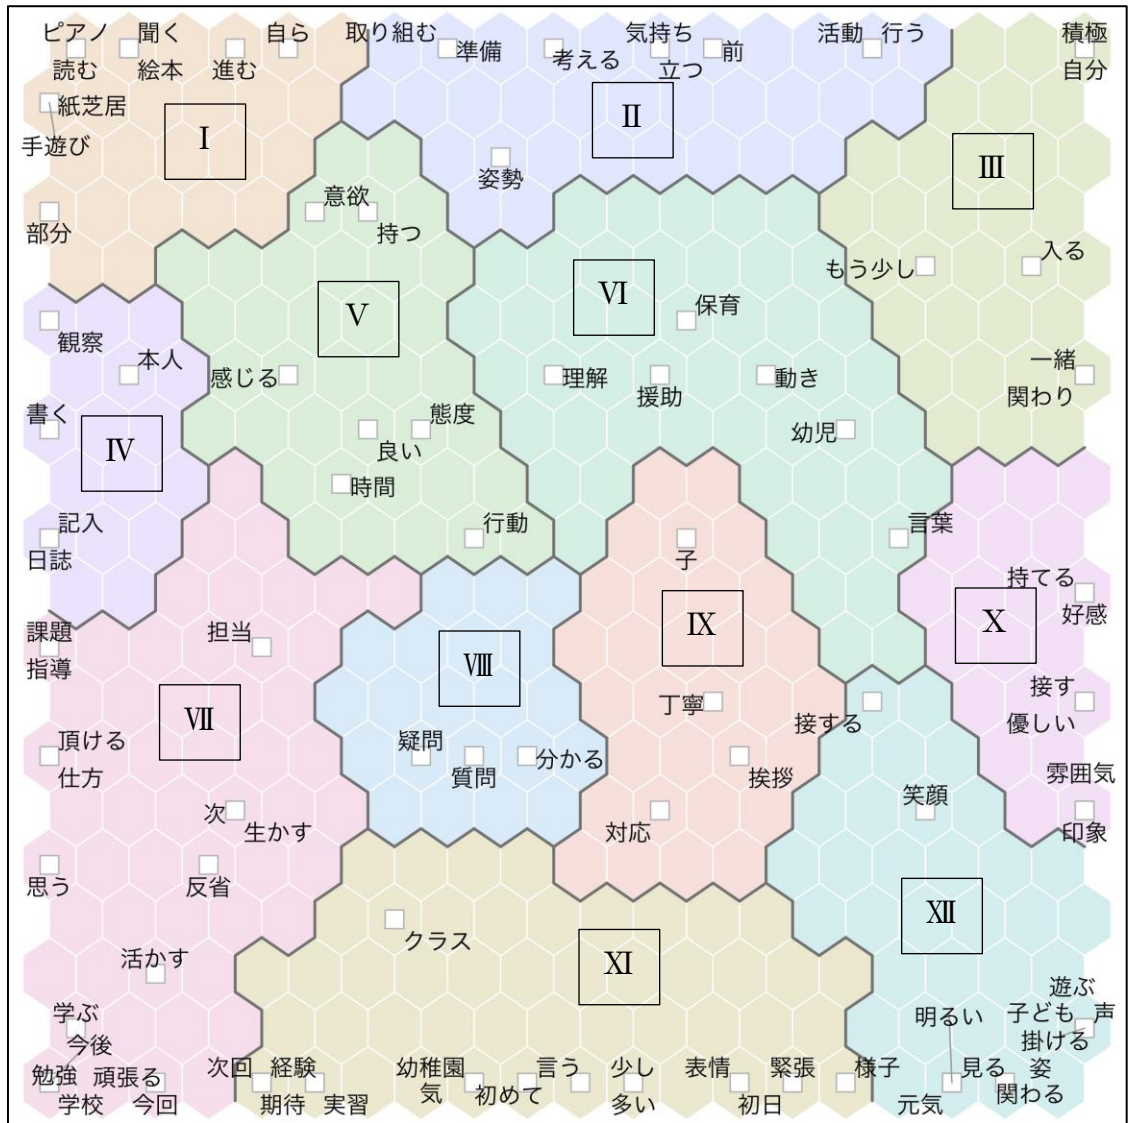 ピアノ 聞く 自ら 取り組む 準備 考える 気持ち 前 活動 行う 積極
読む 絵本 進む 立つ 自分
紙芝居
手遊び
Ⅰ
Ⅱ
Ⅲ
姿勢
意欲
部分 持つ
もう少し 入る
Ⅴ
Ⅵ
保育
観察
本人 感じる 理解 援助 動き 一緒
関わり
書く 態度 幼児
良い
Ⅳ
時間
記入 行動 言葉
日誌 子
持てる
好感
課題 担当 Ⅸ Ⅹ
指導
Ⅷ
接す
丁寧 接する 優しい
Ⅶ
頂ける 疑問 分かる
仕方 質問 挨拶 雰囲気
笑顔
次 生かす 対応 印象
思う 反省
クラス
Ⅻ
活かす
Ⅺ
学ぶ 遊ぶ
明るい 子ども 声
今後 掛ける
勉強 頑張る 次回 経験 幼稚園 言う 少し 表情 緊張 様子 見る 姿
気 初めて 関わる
学校 今回 期待 実習 多い 初日 元気